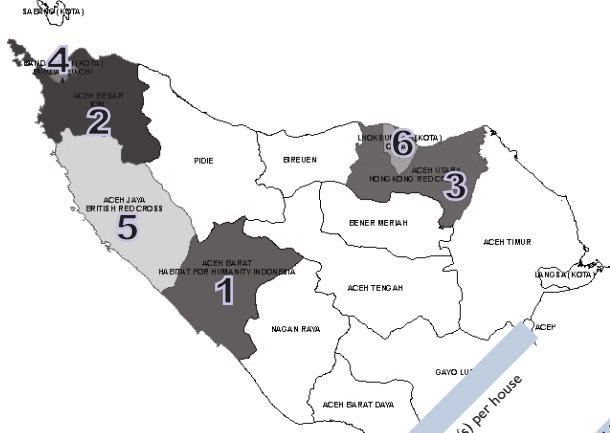 SABANG (KOTA)
4
ACEH BESAR
2
PIDIE
BIREUEN
(KOTA)
6
ACEH UTARA
HONG KONG RED CROSS
3
ACEH JAYA
BRITISH RED CROSS
5
BENER MERIAH
ACEH TIMUR
ACEH BARAT
HABITAT FOR HUMANITY INDONESIA
1
LANGSA (KOTA)
ACEH TENGAH
NAGAN RAYA
GAYO
ACEH BARAT DAYA
(s) per house